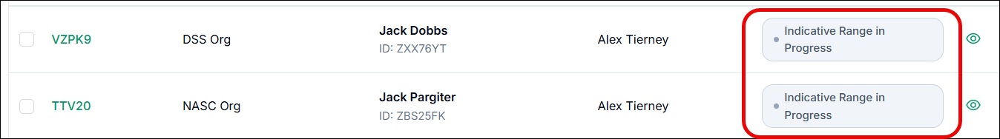 VZPK9 DSS Org Jack Dobbs Alex Tierney Indicative Range in
ID: ZXX76YT Progress
TTV20 NASC Org Jack Pargiter Alex Tierney Indicative Range in
ID: ZBS25FK Progress